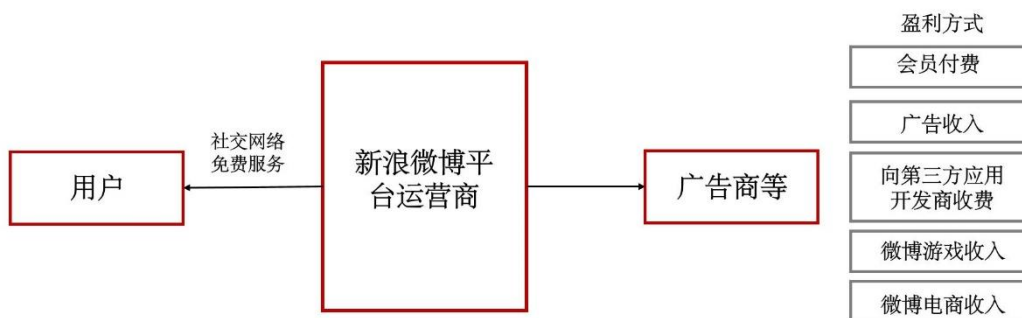 盈利方式
会员付费
广告收入
向第三方应用
开发商收费
微博游戏收入
微博电商收入
社交网络
免费服务
用户
新浪微博平
台运营商
广告商等